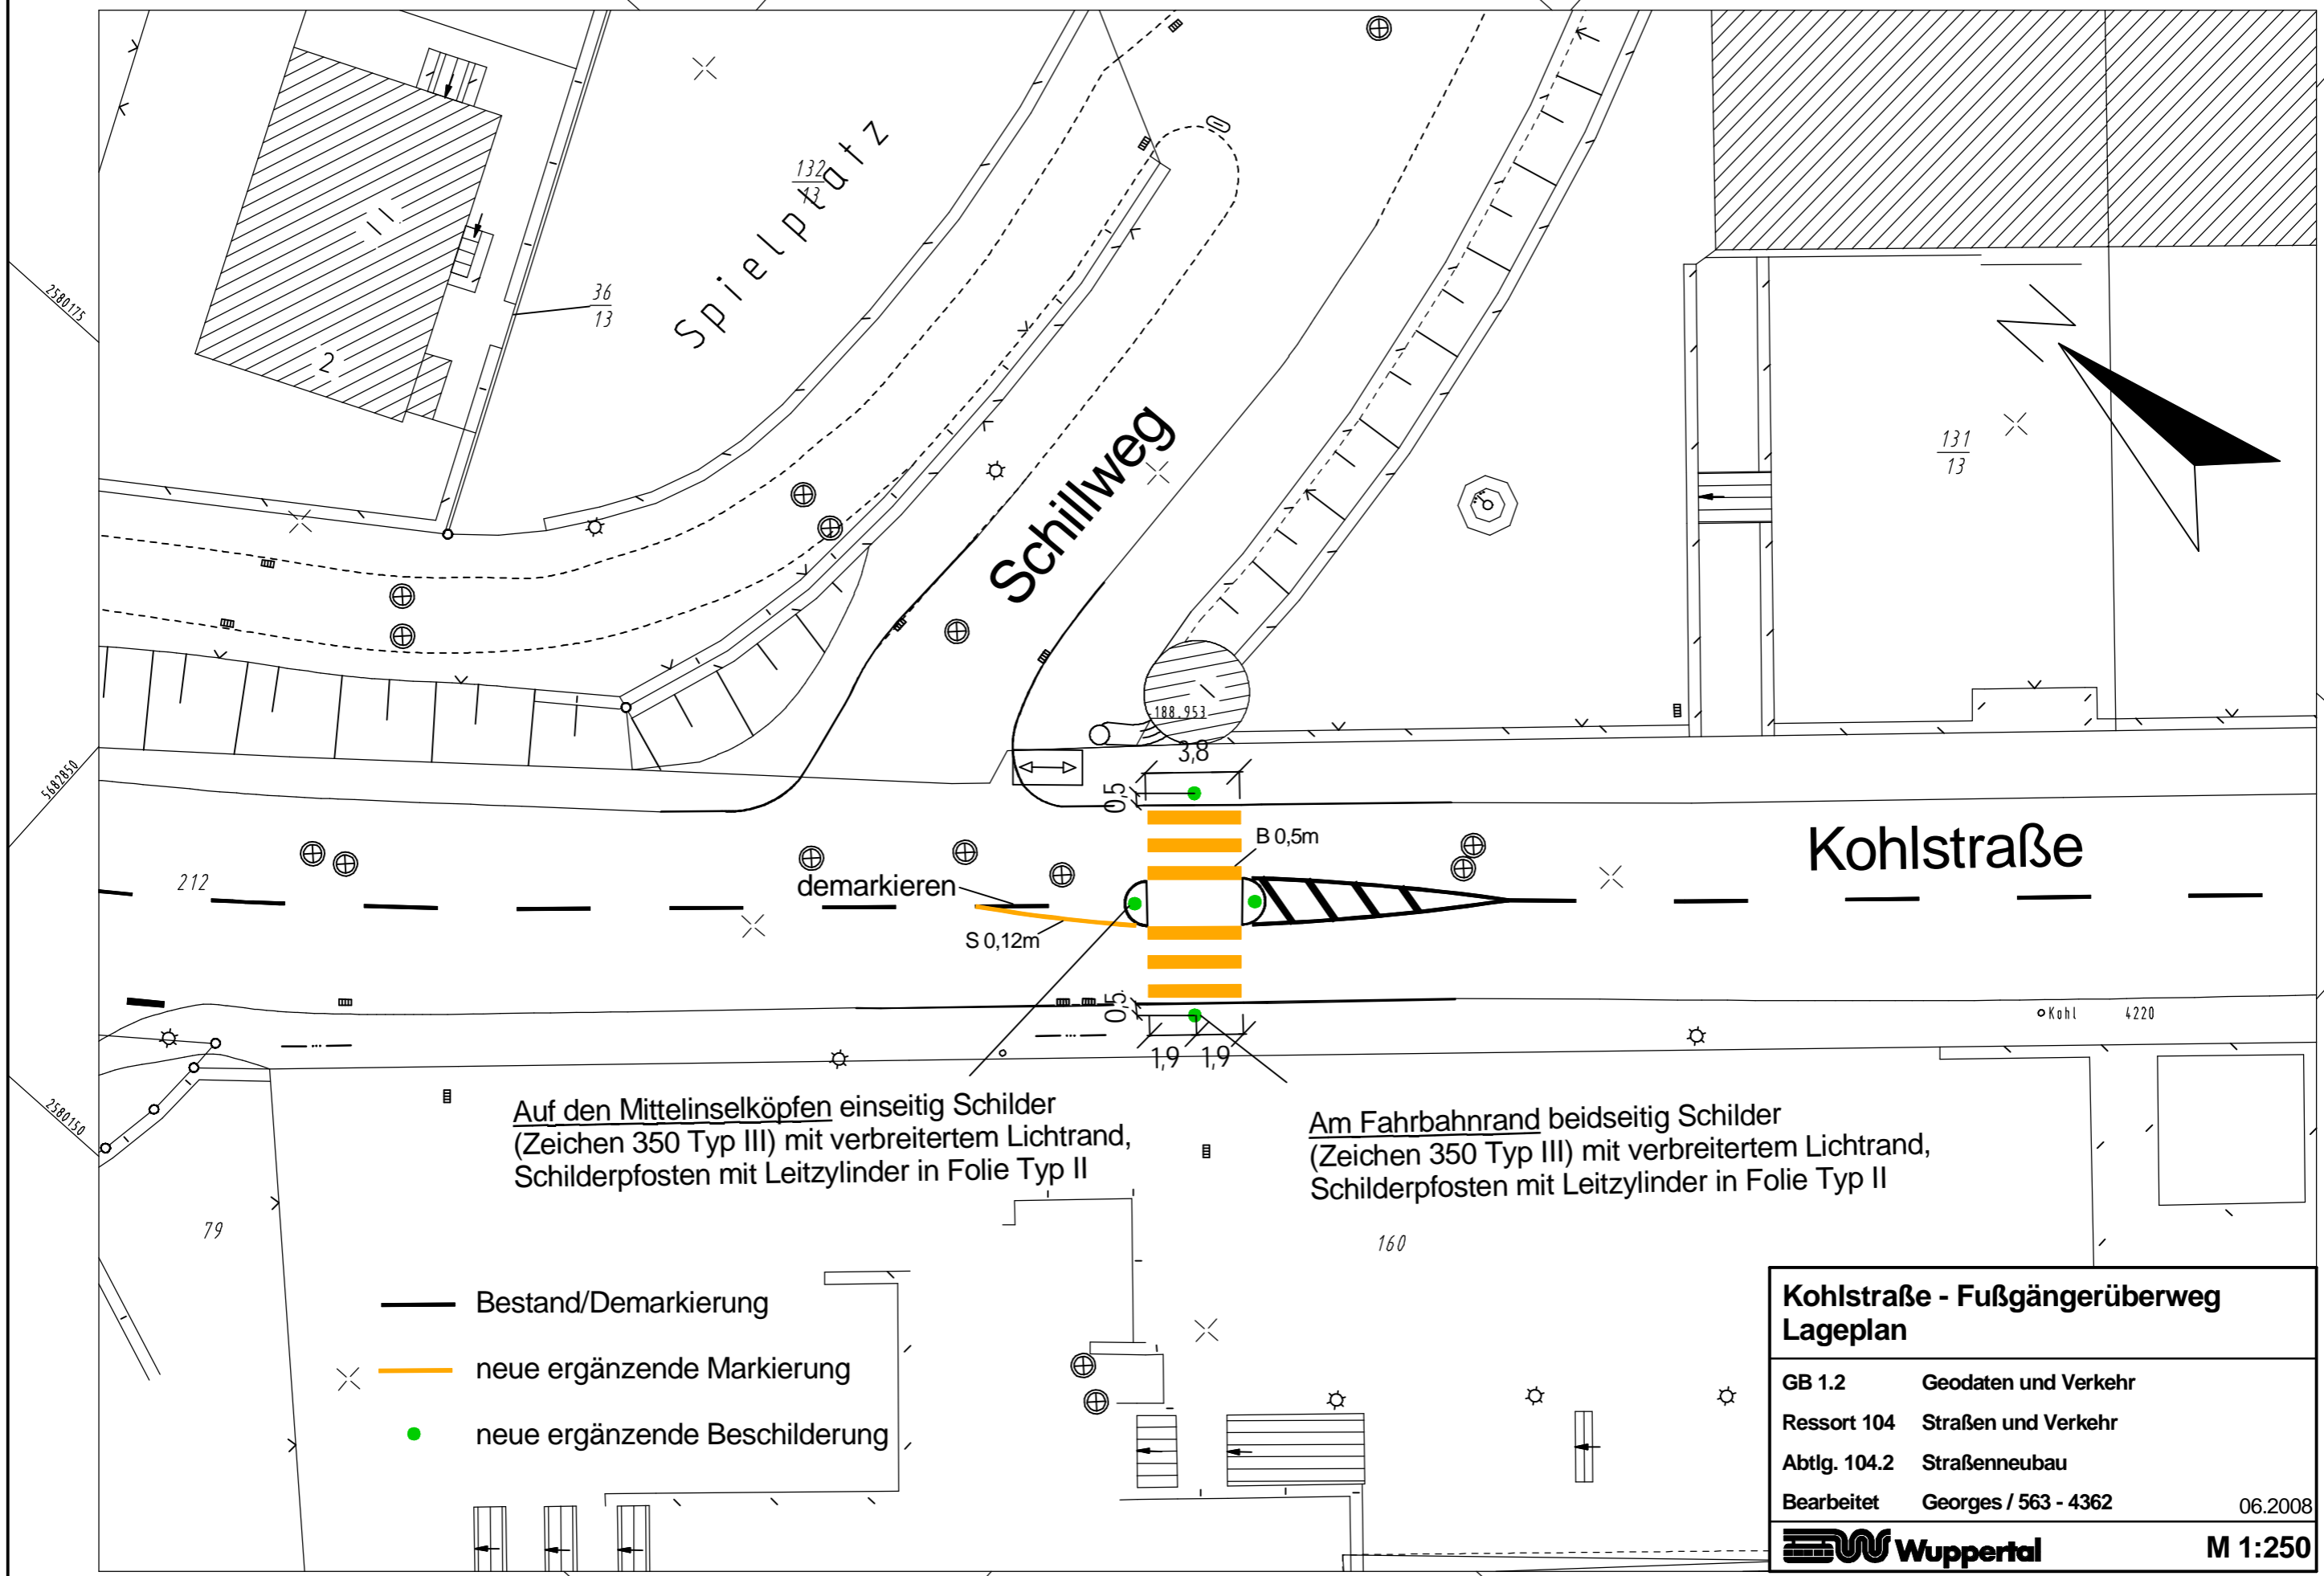 132
13
Spielplatz
2580175
36
13
II
2
Schillweg
131
13
188.953
3,8
5682850
0,5
B 0,5m
Kohlstraße
212
demarkieren
S 0,12m
0,5
Kohl 4220
1,9 1,9
2580150
Auf den Mittelinselköpfen einseitig Schilder
(Zeichen 350 Typ III) mit verbreitertem Lichtrand,
Schilderpfosten mit Leitzylinder in Folie Typ II
Am Fahrbahnrand beidseitig Schilder
(Zeichen 350 Typ III) mit verbreitertem Lichtrand,
Schilderpfosten mit Leitzylinder in Folie Typ II
79
160
Bestand/Demarkierung
neue ergänzende Markierung
neue ergänzende Beschilderung
Kohlstraße - Fußgängerüberweg
Lageplan
GB 1.2 Geodaten und Verkehr
Ressort 104 Straßen und Verkehr
Abtlg. 104.2 Straßenneubau
Bearbeitet Georges / 563 - 4362 06.2008
Wuppertal M 1:250